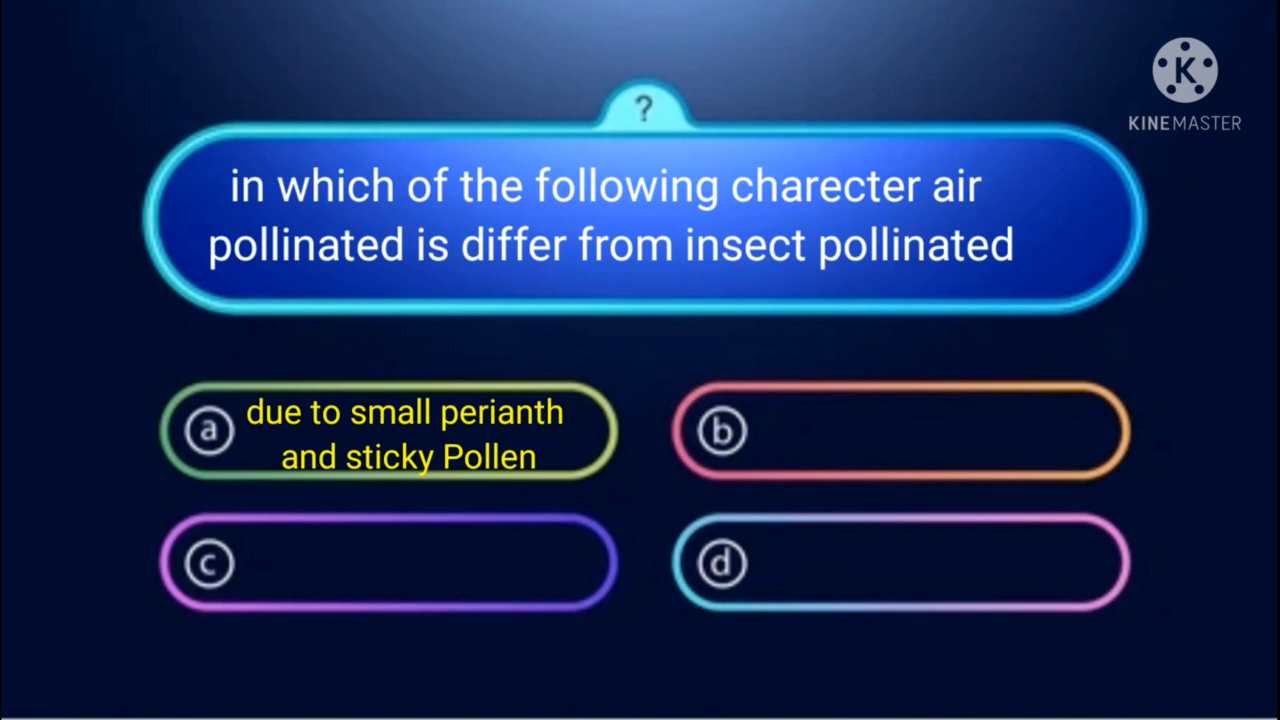 KINEMASTER
?
in which of the following charecter air
pollinated is differ from insect pollinated
a due to small perianth
and sticky Pollen
b
c
d